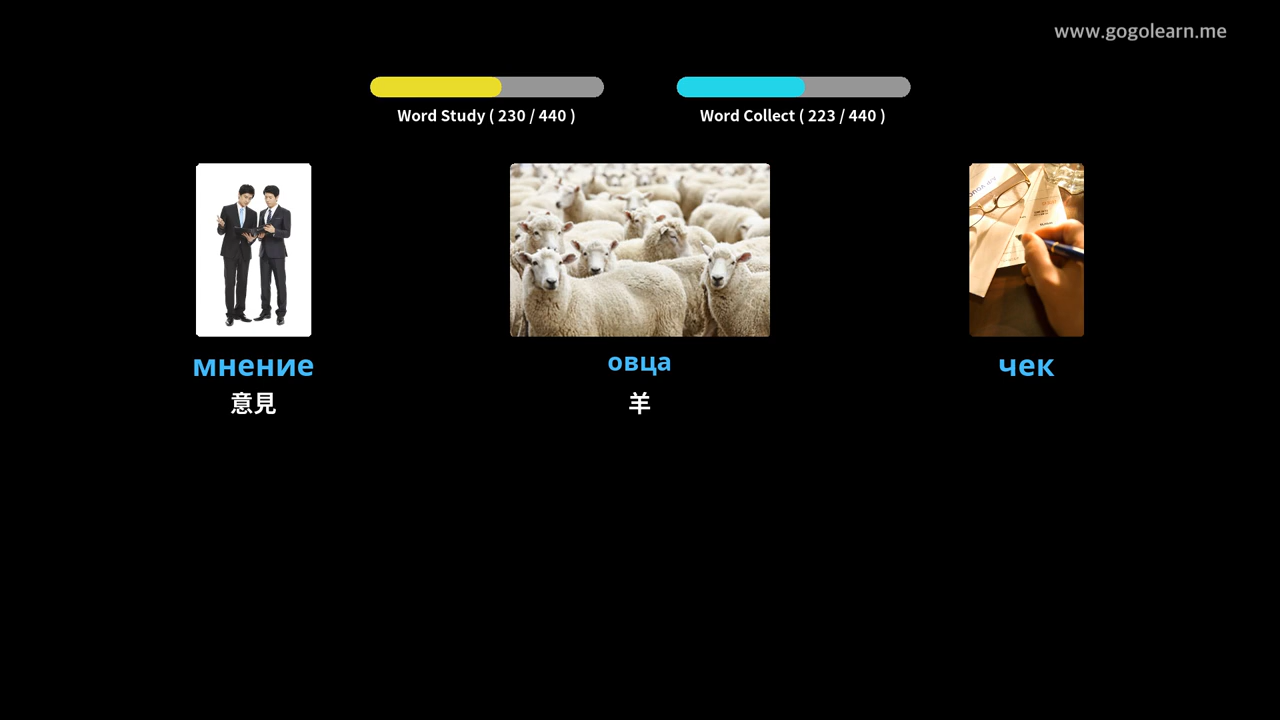 www.gogolearn.me
Word Study ( 230 / 440 )
Word Collect ( 223 / 440 )
мнение
овца
чек
意見
羊